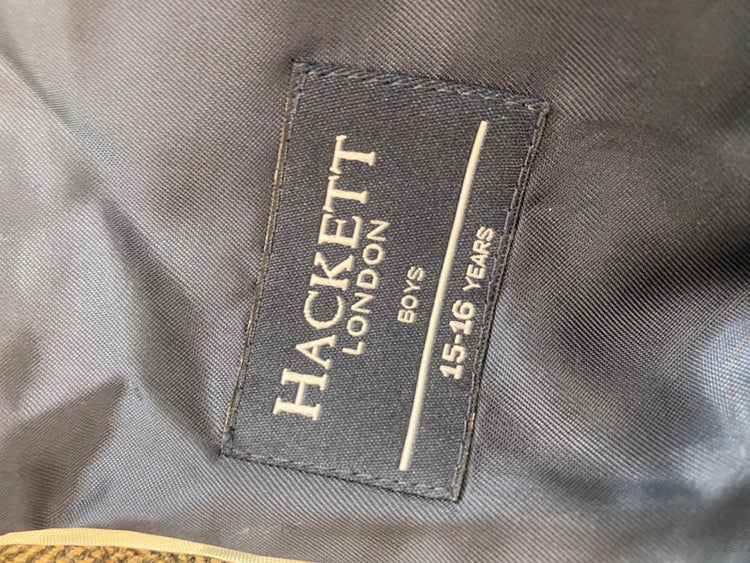 HACKETT
LONDON
BOYS
15-16 YEARS